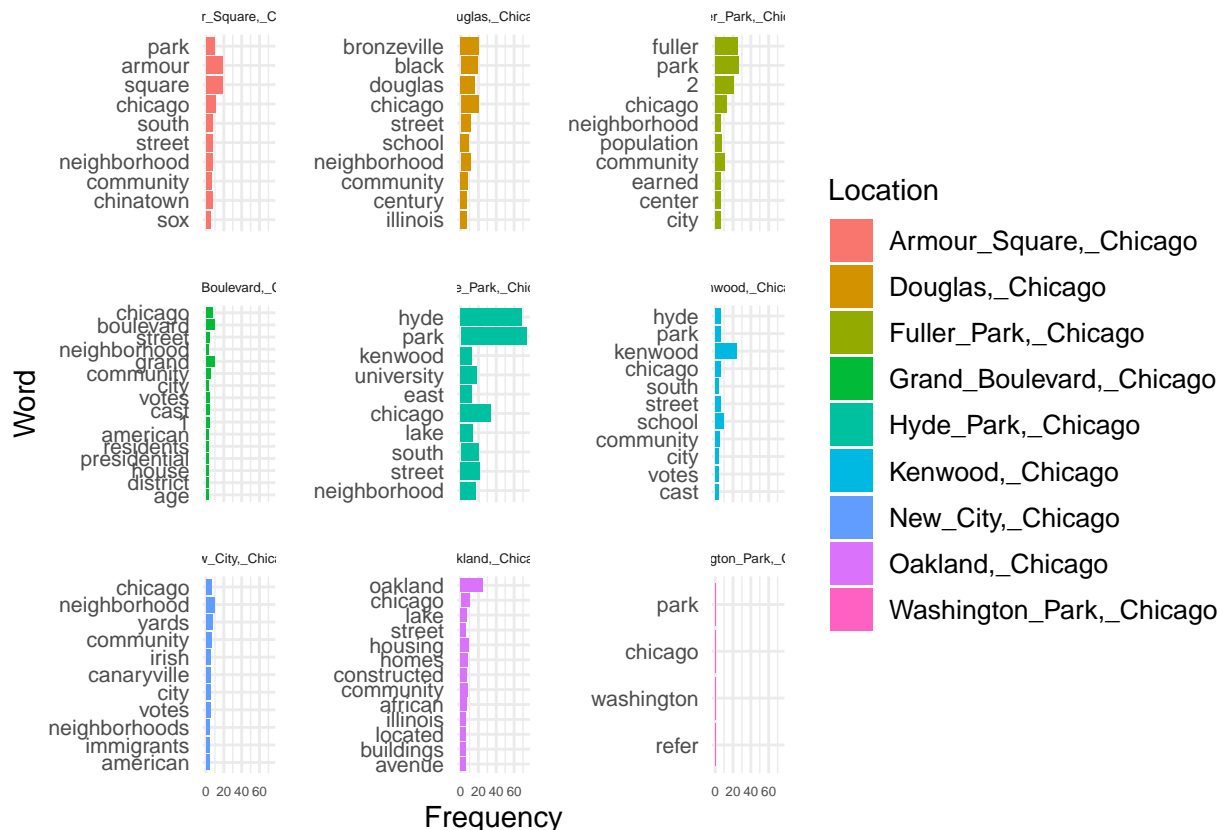 r_Square,_C
park
armour
square
chicago
south
street
neighborhood
community
chinatown
sox
uglas,_Chica
bronzeville
black
douglas
chicago
street
school
neighborhood
community
century
illinois
er_Park,_Chic
fuller
park
2
chicago
neighborhood
population
community
earned
center
city
Boulevard,_C
chicago
boulevard
street
neighborhood
grand
community
city
votes
cast
1
american
residents
presidential
house
district
age
e_Park,_Chic
hyde
park
kenwood
university
east
chicago
lake
south
street
neighborhood
nwood,_Chica
hyde
park
kenwood
chicago
south
street
school
community
city
votes
cast
w_City,_Chica
chicago
neighborhood
yards
community
irish
canaryville
city
votes
neighborhoods
immigrants
american
0 20 40 60
kland,_Chica
oakland
chicago
lake
street
housing
homes
constructed
community
african
illinois
located
buildings
avenue
0 20 40 60
gton_Park,_C
park
chicago
washington
refer
0 20 40 60
Word
Frequency
Location
Armour_Square,_Chicago
Douglas,_Chicago
Fuller_Park,_Chicago
Grand_Boulevard,_Chicago
Hyde_Park,_Chicago
Kenwood,_Chicago
New_City,_Chicago
Oakland,_Chicago
Washington_Park,_Chicago